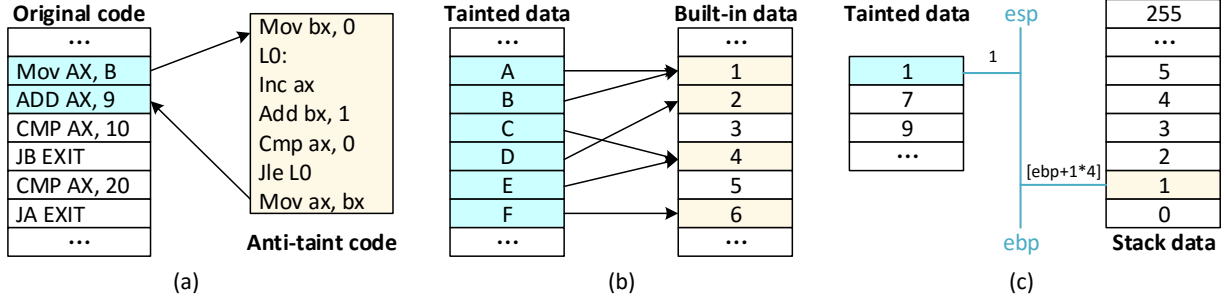 Original code
...
Mov AX, B
ADD AX, 9
CMP AX, 10
JB EXIT
CMP AX, 20
JA EXIT
...
Mov bx, 0
L0:
Inc ax
Add bx, 1
Cmp ax, 0
Jle L0
Mov ax, bx
Anti-taint code
(a)
Tainted data
...
A
B
C
D
E
F
...
Built-in data
...
1
2
3
4
5
6
...
(b)
Tainted data
1
7
9
...
esp
1
[ebp+1*4]
ebp
255
...
5
4
3
2
1
0
Stack data
(c)